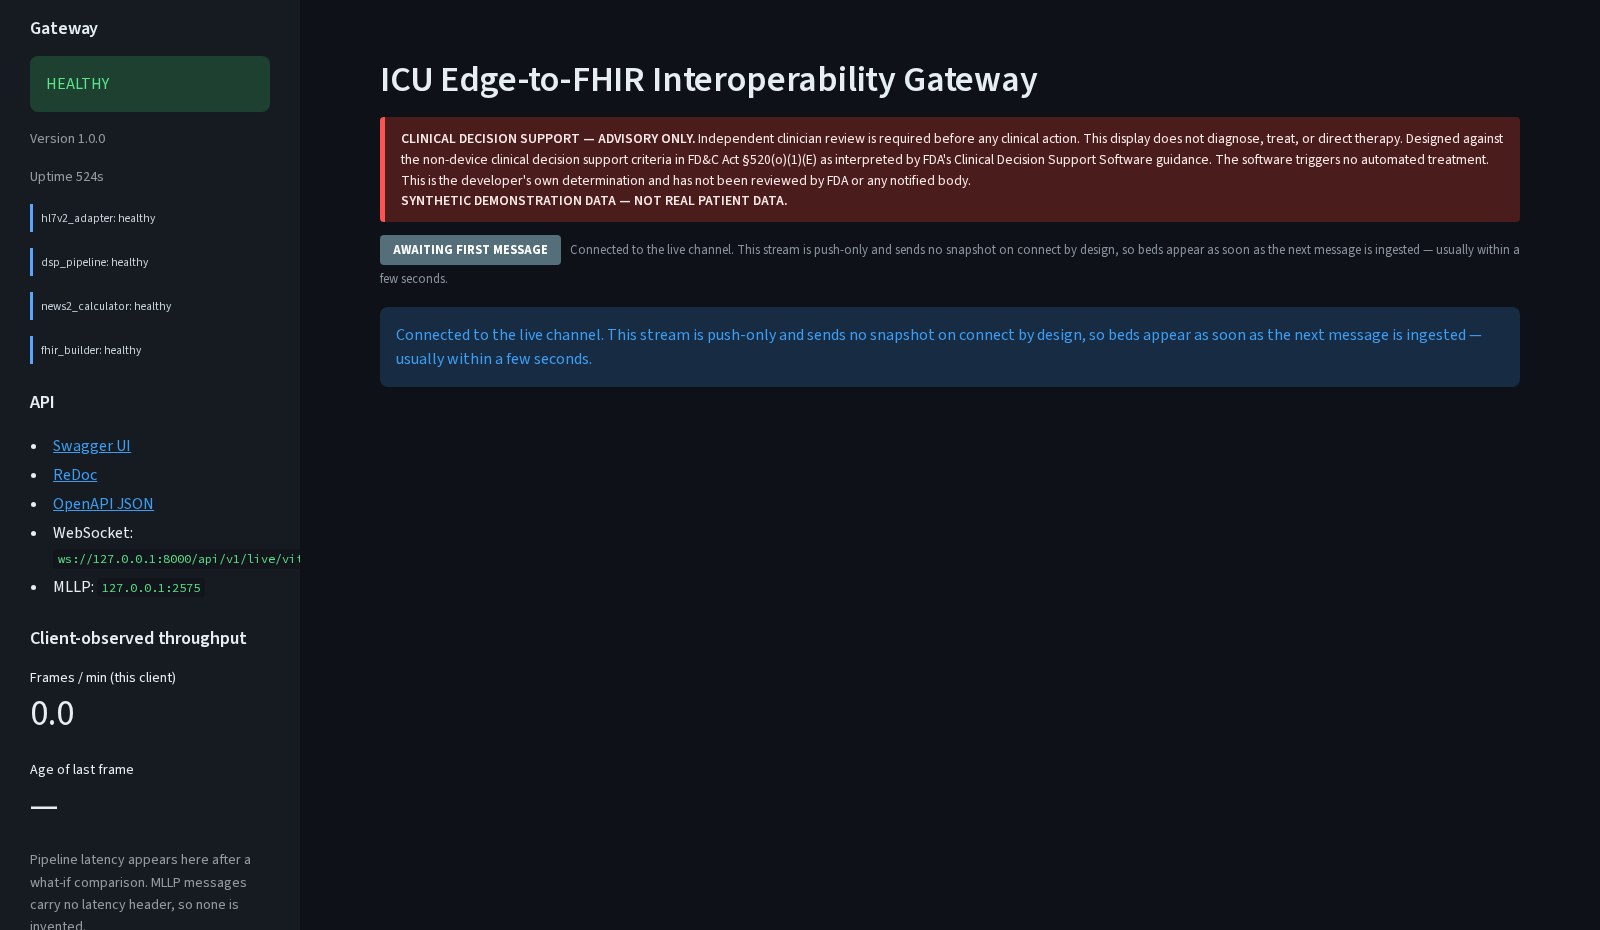 Gateway
HEALTHY
Version 1.0.0
Uptime 524s
hl7v2_adapter: healthy
dsp_pipeline: healthy
news2_calculator: healthy
fhir_builder: healthy
API
Swagger UI
ReDoc
OpenAPI JSON
WebSocket:
ws://127.0.0.1:8000/api/v1/live/vit
MLLP: 127.0.0.1:2575
Client-observed throughput
Frames / min (this client)
0.0
Age of last frame
—
Pipeline latency appears here after a
what-if comparison. MLLP messages
carry no latency header, so none is
invented.
ICU Edge-to-FHIR Interoperability Gateway
CLINICAL DECISION SUPPORT — ADVISORY ONLY. Independent clinician review is required before any clinical action. This display does not diagnose, treat, or direct therapy. Designed against
the non-device clinical decision support criteria in FD&C Act §520(o)(1)(E) as interpreted by FDA's Clinical Decision Support Software guidance. The software triggers no automated treatment.
This is the developer's own determination and has not been reviewed by FDA or any notified body.
SYNTHETIC DEMONSTRATION DATA — NOT REAL PATIENT DATA.
AWAITING FIRST MESSAGE Connected to the live channel. This stream is push-only and sends no snapshot on connect by design, so beds appear as soon as the next message is ingested — usually within a
few seconds.
Connected to the live channel. This stream is push-only and sends no snapshot on connect by design, so beds appear as soon as the next message is ingested —
usually within a few seconds.